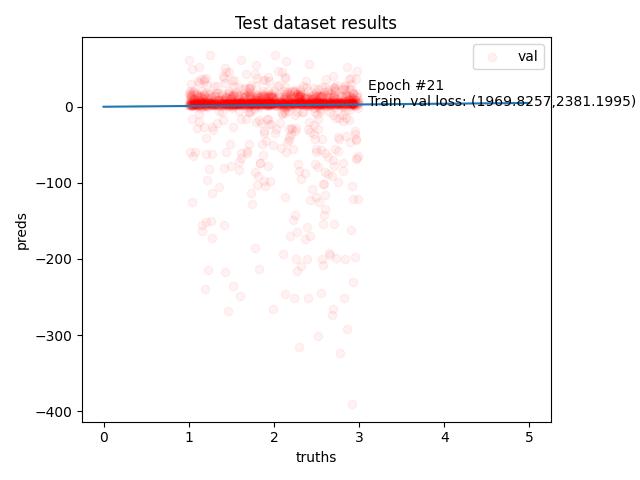 Test dataset results
val
Epoch #21
Train, val loss: (1969.8257,2381.1995)
preds
0
−100
−200
−300
−400
0 1 2 3 4 5
truths